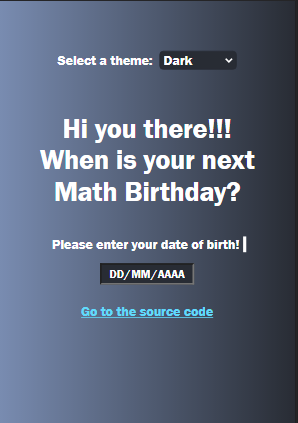 Select a theme: Dark
Hi you there!!!
When is your next
Math Birthday?
Please enter your date of birth!
DD/MM/AAAA
Go to the source code